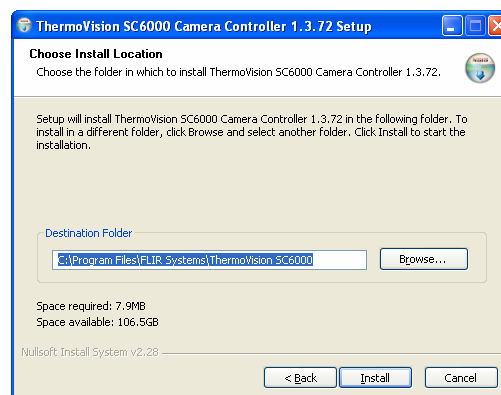 ThermoVision SC6000 Camera Controller 1.3.72 Setup
Choose Install Location
Choose the folder in which to install ThermoVision SC6000 Camera Controller 1.3.72.
Setup will install ThermoVision SC6000 Camera Controller 1.3.72 in the following folder. To
install in a different folder, click Browse and select another folder. Click Install to start the
installation.
Destination Folder
C:\Program Files\FLIR Systems\ThermoVision SC6000
Browse...
Space required: 7.9MB
Space available: 106.5GB
Nullsoft Install System v2.28
< Back
Install
Cancel